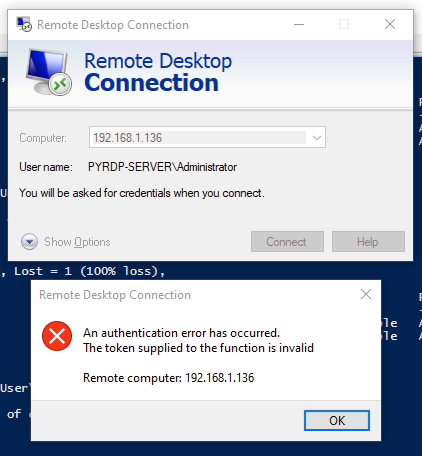 Remote Desktop Connection
Remote Desktop
Connection
Computer:
192.168.1.136
User name: PYRDP-SERVER\Administrator
You will be asked for credentials when you connect.
Show Options
Connect
Help
, Lost = 1 (100% loss),
Remote Desktop Connection
An authentication error has occurred.
The token supplied to the function is invalid
Remote computer: 192.168.1.136
OK
User\
of